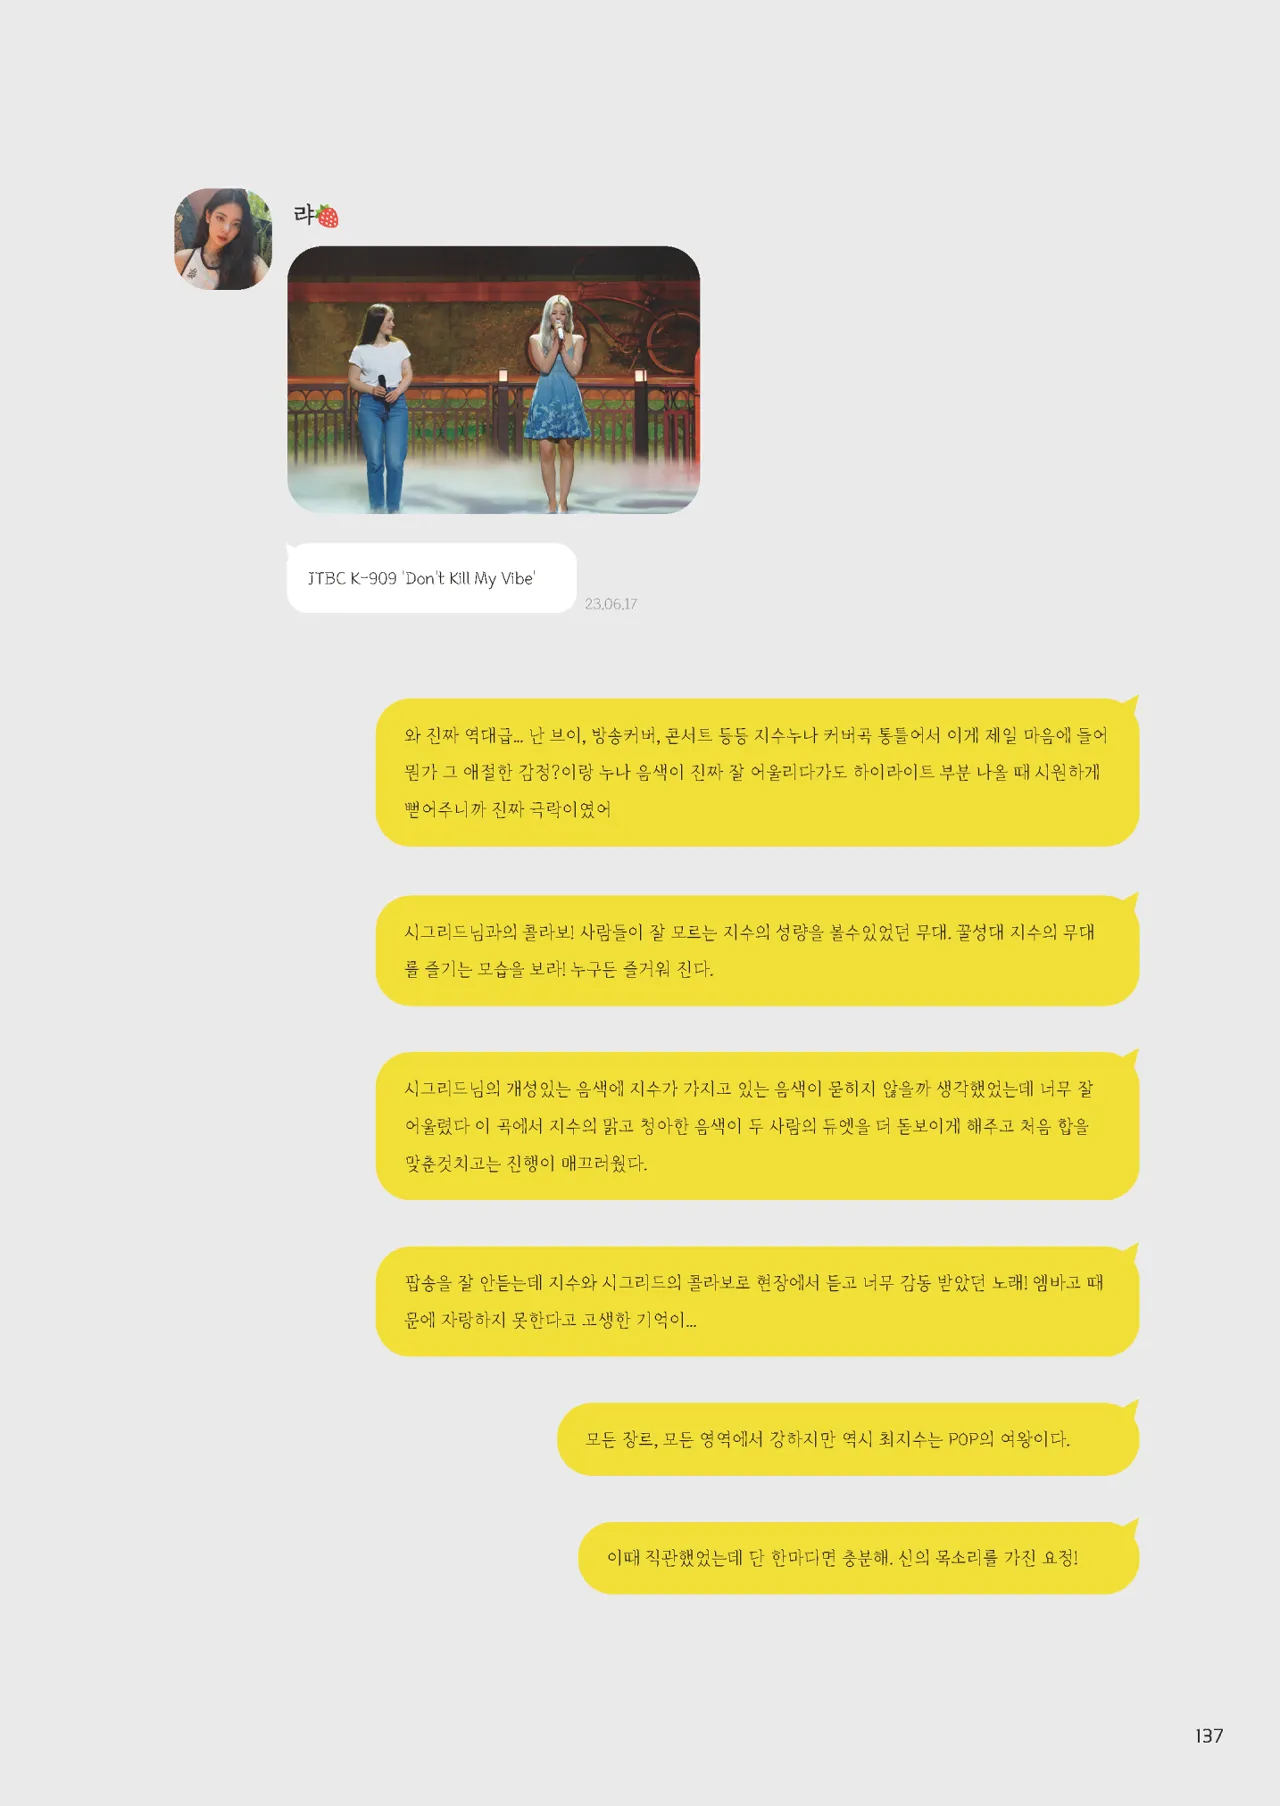 랴🍓
JTBC K-909 'Don't Kill My Vibe'
23.06.17
와 진짜 역대급... 난 브이, 방송커버, 콘서트 등등 지수누나 커버곡 통틀어서 이게 제일 마음에 들어
뭔가 그 애절한 감정?이랑 누나 음색이 진짜 잘 어울리다가도 하이라이트 부분 나올 때 시원하게
뻗어주니까 진짜 극락이였어
시그리드님과의 콜라보! 사람들이 잘 모르는 지수의 성량을 볼수있었던 무대. 꿀성대 지수의 무대
를 즐기는 모습을 보라! 누구든 즐거워 진다.
시그리드님의 개성있는 음색에 지수가 가지고 있는 음색이 묻히지 않을까 생각했었는데 너무 잘
어울렸다 이 곡에서 지수의 맑고 청아한 음색이 두 사람의 듀엣을 더 돋보이게 해주고 처음 합을
맞춘것치고는 진행이 매끄러웠다.
팝송을 잘 안듣는데 지수와 시그리드의 콜라보로 현장에서 듣고 너무 감동 받았던 노래! 엠바고 때
문에 자랑하지 못한다고 고생한 기억이...
모든 장르, 모든 영역에서 강하지만 역시 최지수는 POP의 여왕이다.
이때 직관했었는데 단 한마디면 충분해. 신의 목소리를 가진 요정!
137